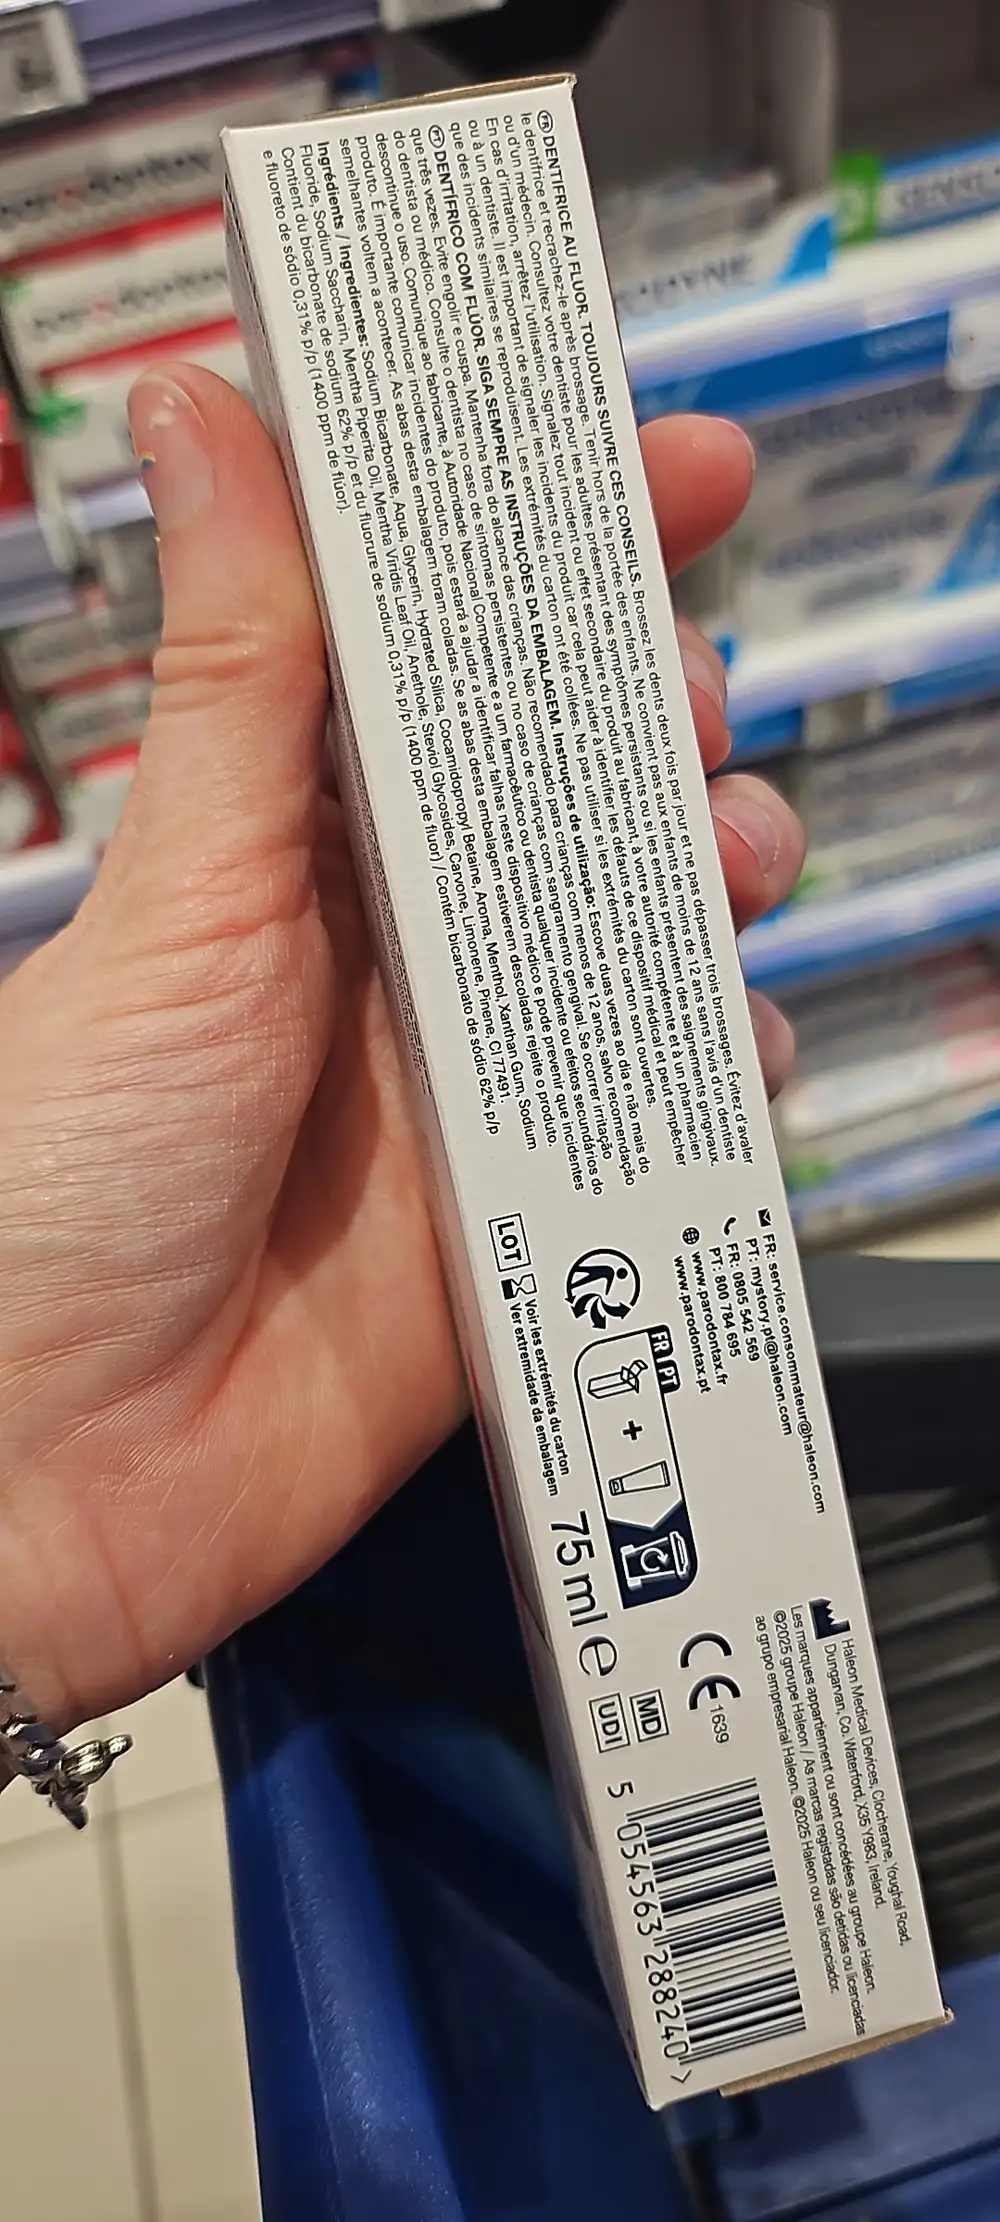 FR DENTIFRICE AU FLUOR. TOUJOURS SUIVRE CES CONSEILS. Brossez les dents deux fois par jour et ne pas dépasser trois brossages. Évitez d'avaler
le dentifrice et recrachez-le après brossage. Tenir hors de la portée des enfants. Ne convient pas aux enfants de moins de 12 ans sans l'avis d'un dentiste
ou d'un médecin. Consultez votre dentiste pour les adultes présentant des symptômes persistants ou si les enfants présentent des saignements gingivaux.
En cas d'irritation, arrêtez l'utilisation. Signalez tout incident ou effet secondaire du produit au fabricant, à votre autorité compétente et à un pharmacien
ou à un dentiste. Il est important de signaler les incidents du produit car cela peut aider à identifier les défauts de ce dispositif médical et peut empêcher
que des incidents similaires se reproduisent. Les extrémités du carton ont été collées. Ne pas utiliser si les extrémités du carton sont ouvertes.
PT DENTÍFRICO COM FLÚOR. SIGA SEMPRE AS INSTRUÇÕES DA EMBALAGEM. Instruções de utilização: Escove duas vezes ao dia e não mais do
que três vezes. Evite engolir e cuspa. Mantenha fora do alcance das crianças. Não recomendado para crianças com menos de 12 anos, salvo recomendação
do dentista ou médico. Consulte o dentista no caso de sintomas persistentes ou no caso de crianças com sangramento gengival. Se ocorrer irritação
descontinue o uso. Comunique ao fabricante, à Autoridade Nacional Competente e a um farmacêutico ou dentista qualquer incidente ou efeitos secundários do
produto. É importante comunicar incidentes do produto, pois estará a ajudar a identificar falhas neste dispositivo médico e pode prevenir que incidentes
semelhantes voltem a acontecer. As abas desta embalagem foram coladas. Se as abas desta embalagem estiverem descoladas rejeite o produto.
Ingrédients / Ingredientes: Sodium Bicarbonate, Aqua, Glycerin, Hydrated Silica, Cocamidopropyl Betaine, Aroma, Menthol, Xanthan Gum, Sodium
Fluoride, Sodium Saccharin, Mentha Piperita Oil, Mentha Viridis Leaf Oil, Anethole, Steviol Glycosides, Carvone, Limonene, Pinene, CI 77491.
Contient du bicarbonate de sodium 62% p/p et du fluorure de sodium 0,31% p/p (1400 ppm de fluor) / Contém bicarbonato de sódio 62% p/p
e fluoreto de sódio 0,31% p/p (1400 ppm de flúor).
FR: service.consommateur@haleon.com
PT: mystory.pt@haleon.com
FR: 0805 542 569
PT: 800 784 695
www.parodontax.fr
www.parodontax.pt
FR PT
+
LOT Voir les extrémités du carton
Ver extremidade da embalagem
75 ml e
Haleon Medical Devices, Clocherane, Youghal Road,
Dungarvan, Co. Waterford, X35 Y983, Ireland.
Les marques appartiennent ou sont concédées au groupe Haleon.
©2025 groupe Haleon / As marcas registadas são detidas ou licenciadas
ao grupo empresarial Haleon. ©2025 Haleon ou seu licenciador.
CE 1639
MD
UDI
5 054563 288240 >
SENSODYNE